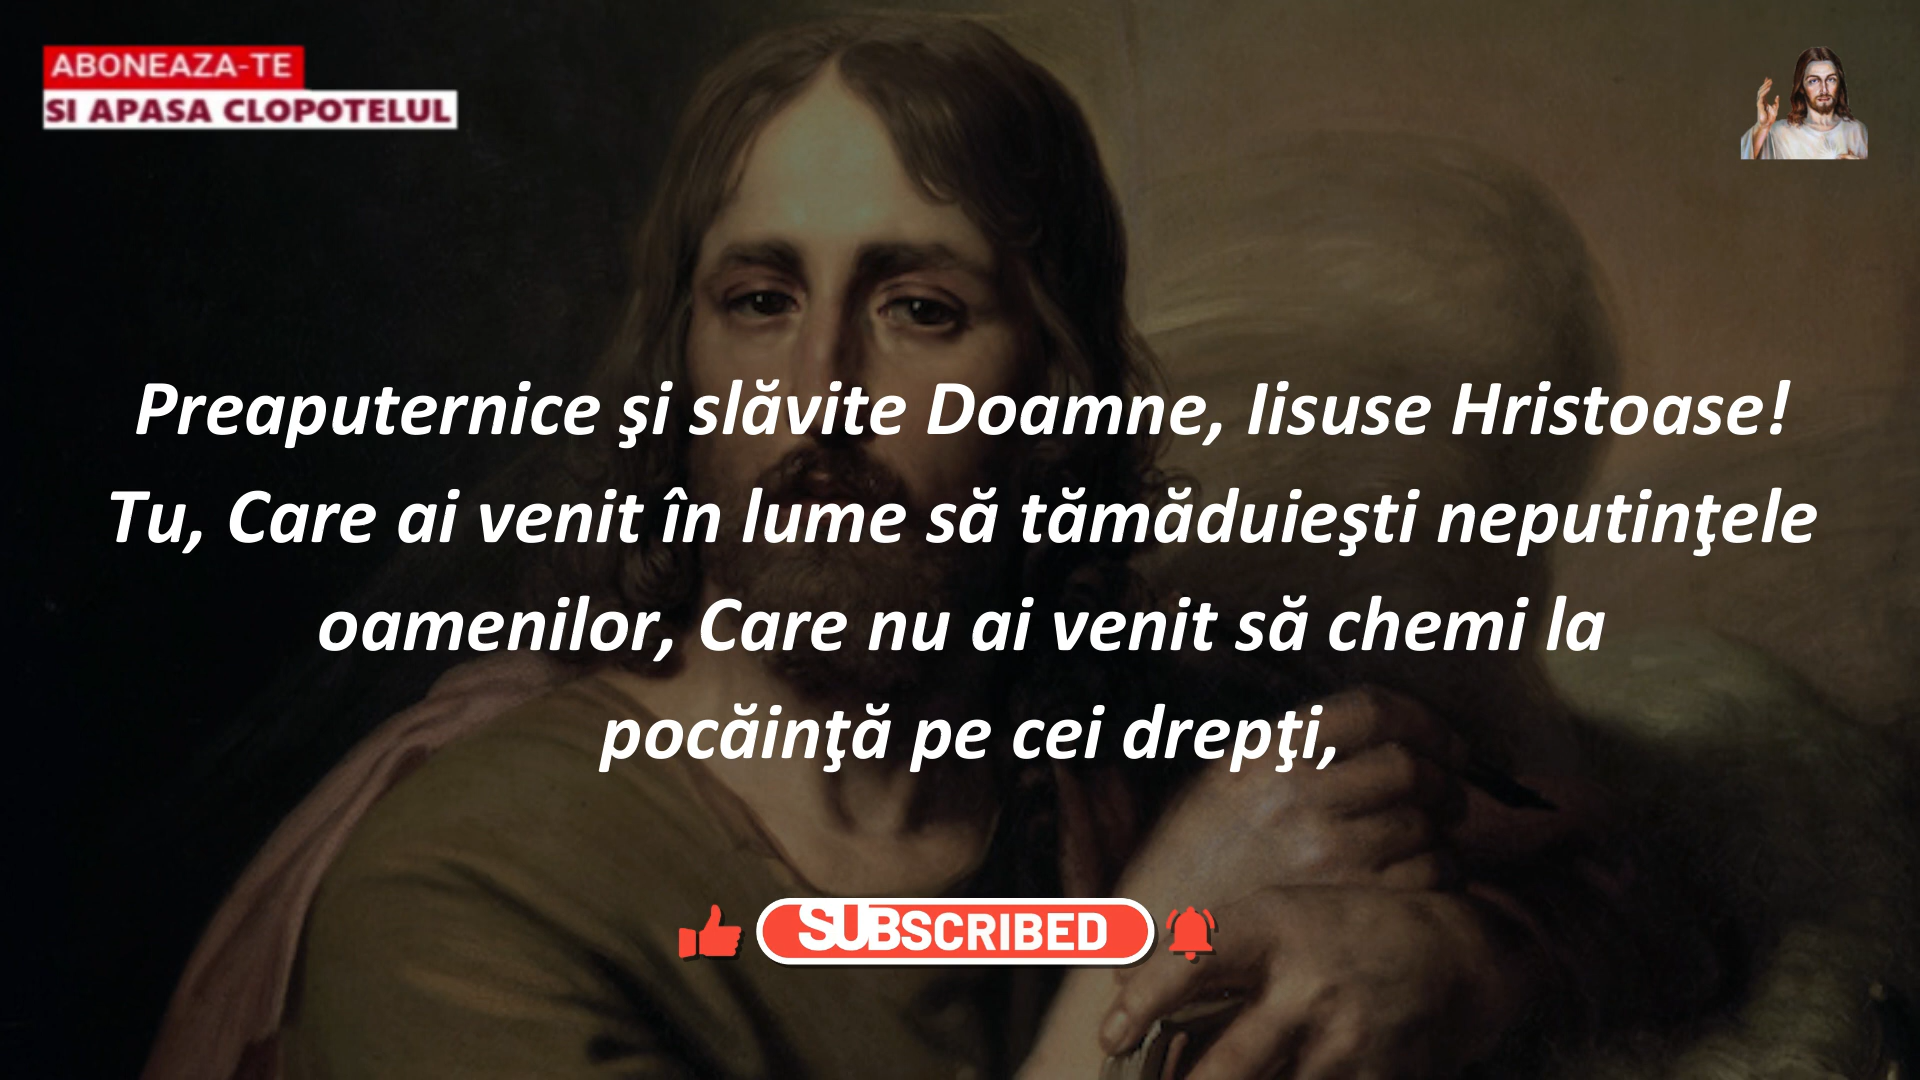 ABONEAZA-TE
SI APASA CLOPOTELUL
Preaputernice şi slăvite Doamne, Iisuse Hristoase!
Tu, Care ai venit în lume să tămăduieşti neputinţele
oamenilor, Care nu ai venit să chemi la
pocăinţă pe cei drepţi,
SUBSCRIBED